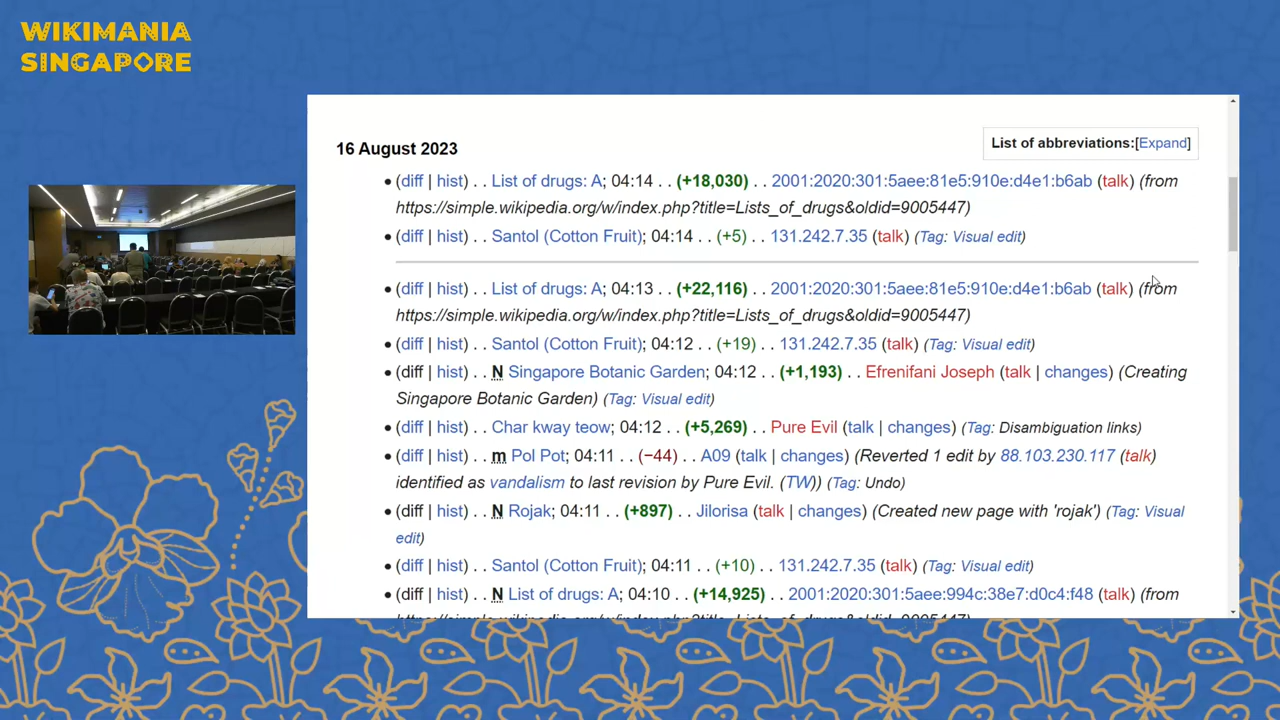 WIKIMANIA
SINGAPORE
16 August 2023
List of abbreviations:[Expand]
(diff | hist) . . List of drugs: A; 04:14 . . (+18,030) . . 2001:2020:301:5aee:81e5:910e:d4e1:b6ab (talk) (from
https://simple.wikipedia.org/w/index.php?title=Lists_of_drugs&oldid=9005447)
(diff | hist) . . Santol (Cotton Fruit); 04:14 . . (+5) . . 131.242.7.35 (talk) (Tag: Visual edit)
(diff | hist) . . List of drugs: A; 04:13 . . (+22,116) . . 2001:2020:301:5aee:81e5:910e:d4e1:b6ab (talk) (from
https://simple.wikipedia.org/w/index.php?title=Lists_of_drugs&oldid=9005447)
(diff | hist) . . Santol (Cotton Fruit); 04:12 . . (+19) . . 131.242.7.35 (talk) (Tag: Visual edit)
(diff | hist) . . N Singapore Botanic Garden; 04:12 . . (+1,193) . . Efrenifani Joseph (talk | changes) (Creating
Singapore Botanic Garden) (Tag: Visual edit)
(diff | hist) . . Char kway teow; 04:12 . . (+5,269) . . Pure Evil (talk | changes) (Tag: Disambiguation links)
(diff | hist) . . m Pol Pot; 04:11 . . (−44) . . A09 (talk | changes) (Reverted 1 edit by 88.103.230.117 (talk)
identified as vandalism to last revision by Pure Evil. (TW)) (Tag: Undo)
(diff | hist) . . N Rojak; 04:11 . . (+897) . . Jilorisa (talk | changes) (Created new page with 'rojak') (Tag: Visual
edit)
(diff | hist) . . Santol (Cotton Fruit); 04:11 . . (+10) . . 131.242.7.35 (talk) (Tag: Visual edit)
(diff | hist) . . N List of drugs: A; 04:10 . . (+14,925) . . 2001:2020:301:5aee:994c:38e7:d0c4:f48 (talk) (from